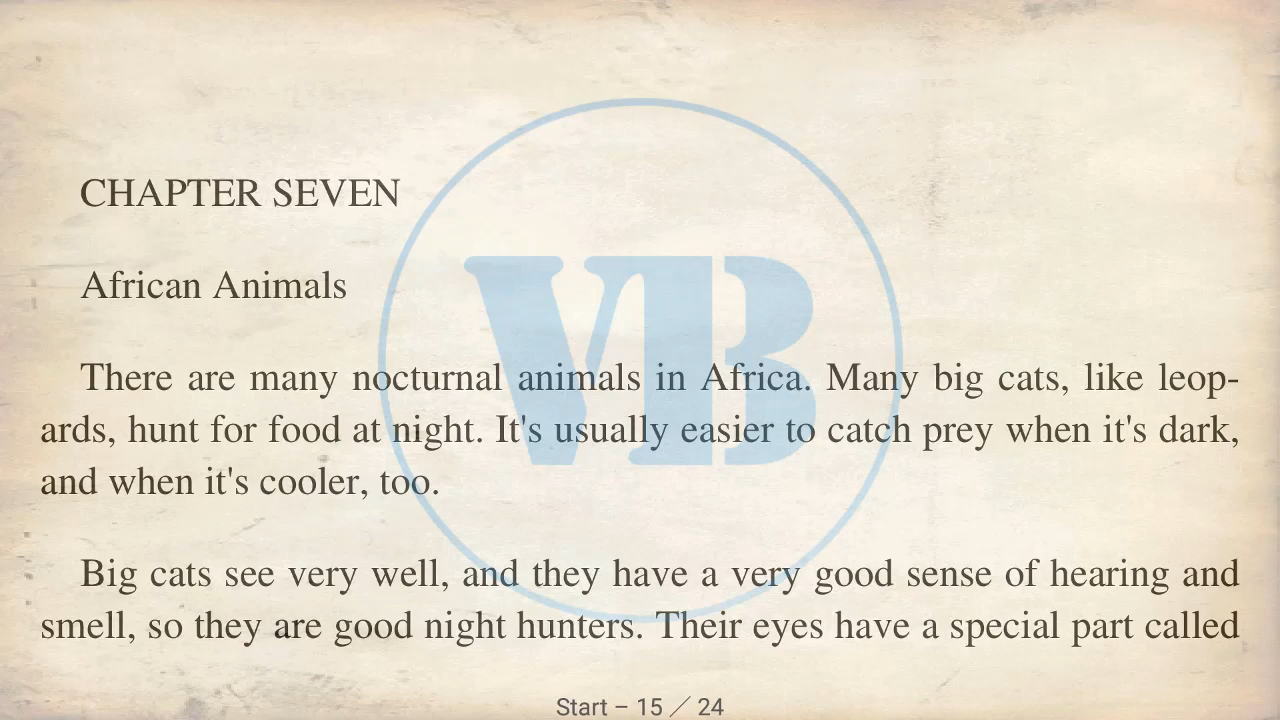 CHAPTER SEVEN
African Animals
There are many nocturnal animals in Africa. Many big cats, like leop-
ards, hunt for food at night. It's usually easier to catch prey when it's dark,
and when it's cooler, too.
Big cats see very well, and they have a very good sense of hearing and
smell, so they are good night hunters. Their eyes have a special part called
VB
Start – 15 ╱ 24